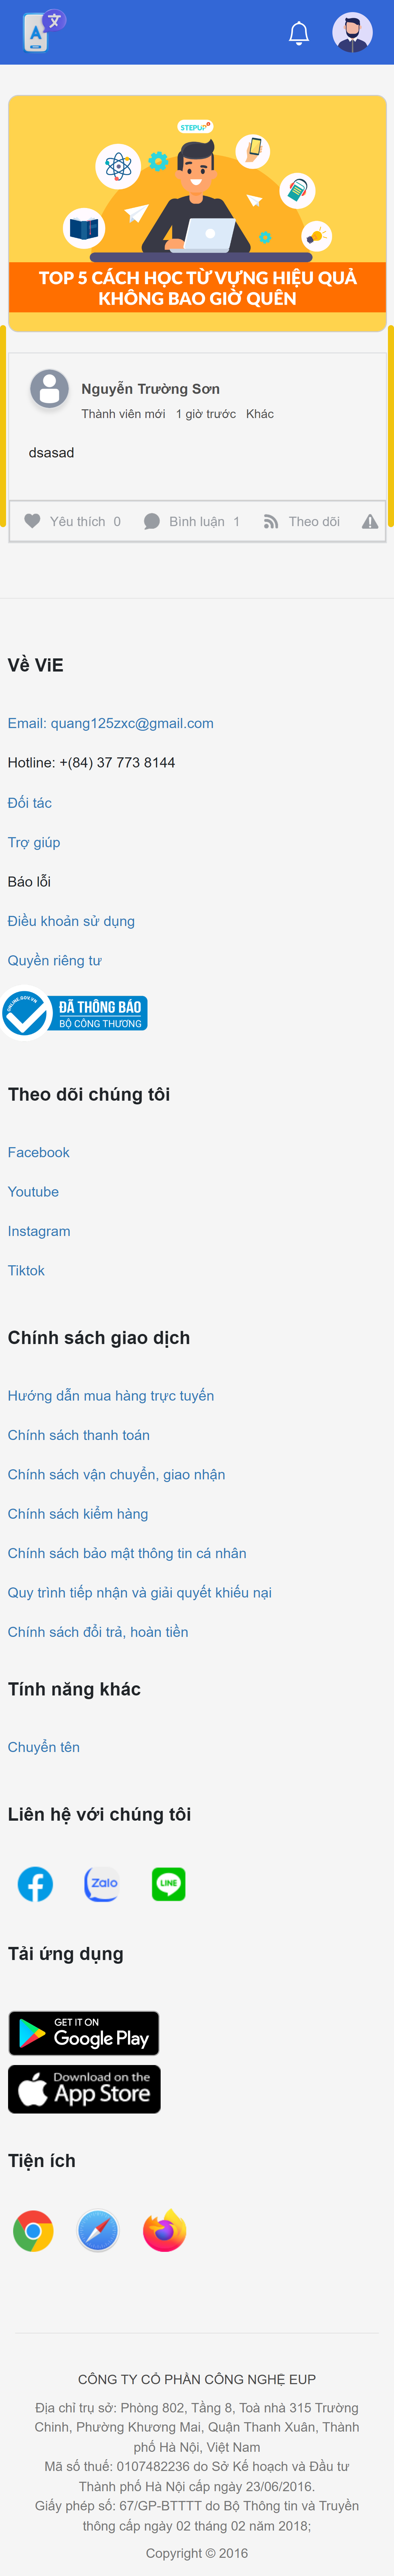 A 文
STEPUP
TOP 5 CÁCH HỌC TỪ VỰNG HIỆU QUẢ
KHÔNG BAO GIỜ QUÊN
Nguyễn Trường Sơn
Thành viên mới 1 giờ trước Khác
dsasad
Yêu thích 0 Bình luận 1 Theo dõi
Về ViE
Email: quang125zxc@gmail.com
Hotline: +(84) 37 773 8144
Đối tác
Trợ giúp
Báo lỗi
Điều khoản sử dụng
Quyền riêng tư
ONLINE.GOV.VN
ĐÃ THÔNG BÁO
BỘ CÔNG THƯƠNG
Theo dõi chúng tôi
Facebook
Youtube
Instagram
Tiktok
Chính sách giao dịch
Hướng dẫn mua hàng trực tuyến
Chính sách thanh toán
Chính sách vận chuyển, giao nhận
Chính sách kiểm hàng
Chính sách bảo mật thông tin cá nhân
Quy trình tiếp nhận và giải quyết khiếu nại
Chính sách đổi trả, hoàn tiền
Tính năng khác
Chuyển tên
Liên hệ với chúng tôi
Zalo LINE
Tải ứng dụng
GET IT ON
Google Play
Download on the
App Store
Tiện ích
CÔNG TY CỔ PHẦN CÔNG NGHỆ EUP
Địa chỉ trụ sở: Phòng 802, Tầng 8, Toà nhà 315 Trường
Chinh, Phường Khương Mai, Quận Thanh Xuân, Thành
phố Hà Nội, Việt Nam
Mã số thuế: 0107482236 do Sở Kế hoạch và Đầu tư
Thành phố Hà Nội cấp ngày 23/06/2016.
Giấy phép số: 67/GP-BTTTT do Bộ Thông tin và Truyền
thông cấp ngày 02 tháng 02 năm 2018;
Copyright © 2016